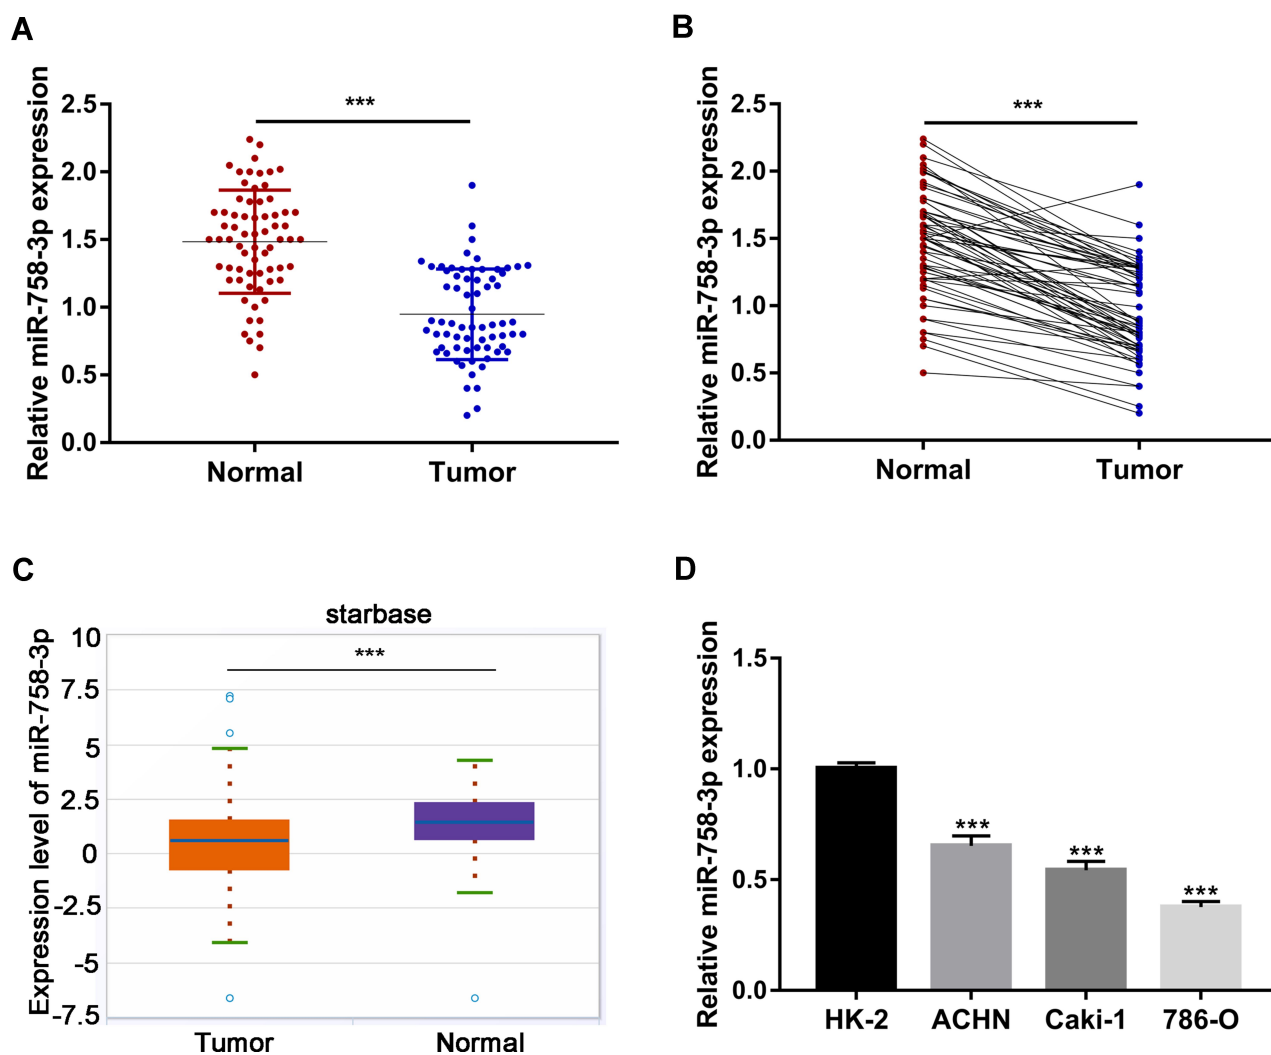 A
Relative miR-758-3p expression
2.5
2.0
1.5
1.0
0.5
0.0
***
Normal
Tumor
B
Relative miR-758-3p expression
2.5
2.0
1.5
1.0
0.5
0.0
***
Normal
Tumor
C
starbase
Expression level of miR-758-3p
10
7.5
5
2.5
0
-2.5
-5
-7.5
***
Tumor
Normal
D
Relative miR-758-3p expression
1.5
1.0
0.5
0.0
***
***
***
HK-2
ACHN
Caki-1
786-O